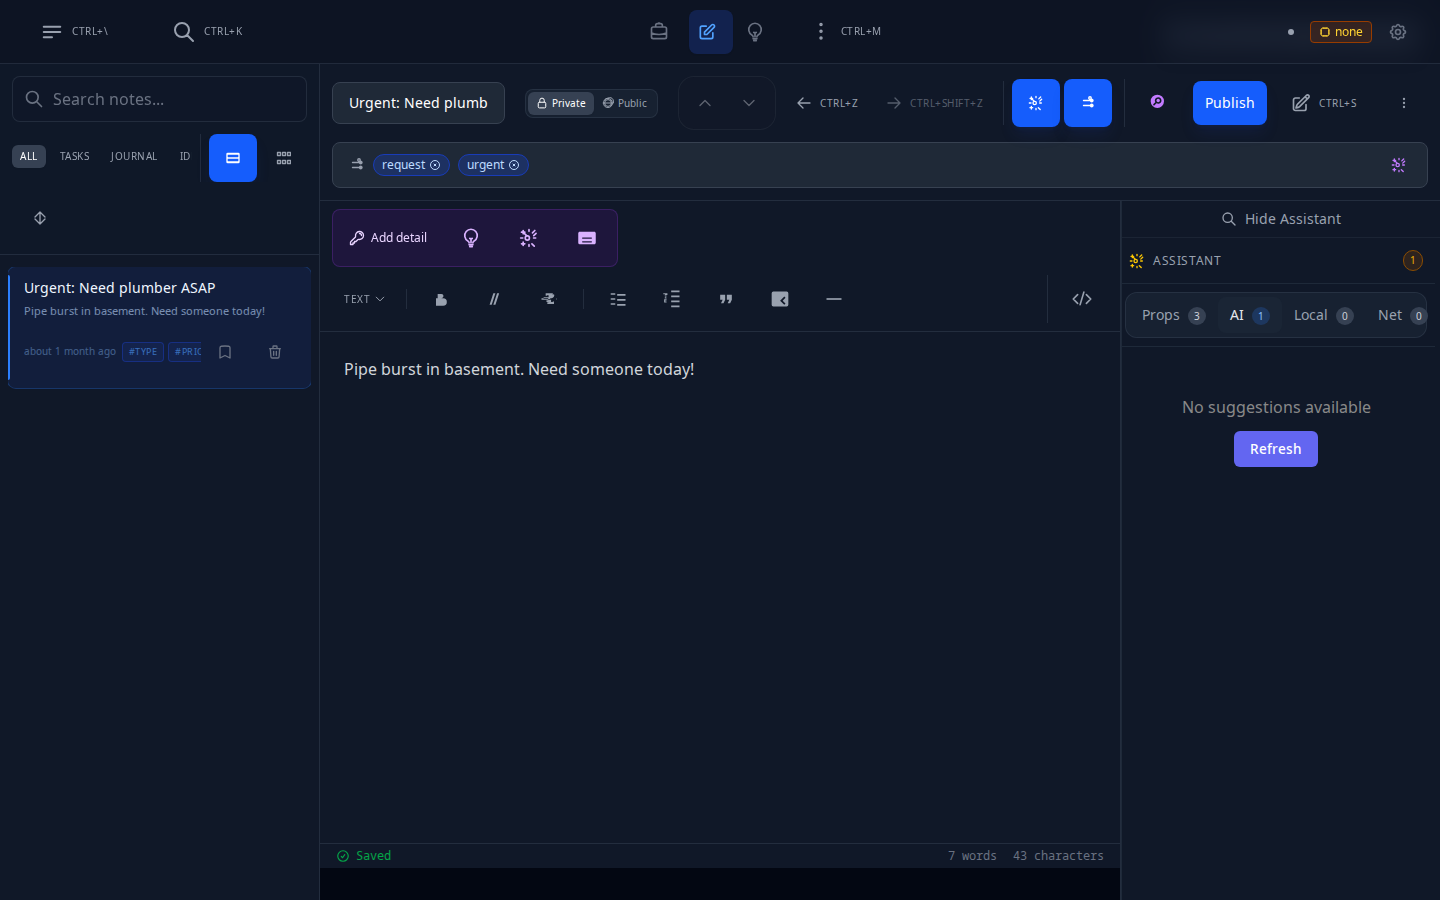 CTRL+\
CTRL+K
CTRL+M
none
Search notes...
ALL
TASKS
JOURNAL
ID
Urgent: Need plumber ASAP
Pipe burst in basement. Need someone today!
about 1 month ago
#TYPE
Urgent: Need plumb
Private
Public
CTRL+Z
CTRL+SHIFT+Z
Publish
CTRL+S
request
urgent
Add detail
TEXT
Pipe burst in basement. Need someone today!
Saved
7 words
43 characters
Hide Assistant
ASSISTANT
1
Props 3
AI 1
Local 0
Net 0
No suggestions available
Refresh